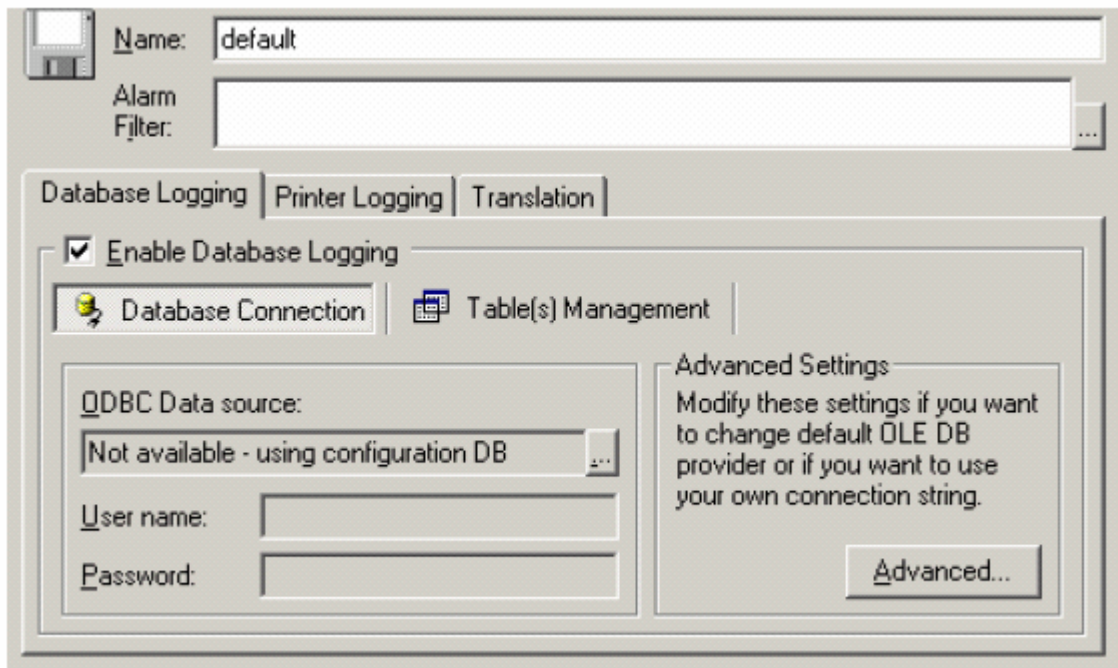 Name: default
Alarm
Filter:
...
Database Logging Printer Logging Translation
Enable Database Logging
Database Connection Table(s) Management
ODBC Data source:
Not available - using configuration DB ...
User name:
Password:
Advanced Settings
Modify these settings if you want
to change default OLE DB
provider or if you want to use
your own connection string.
Advanced...